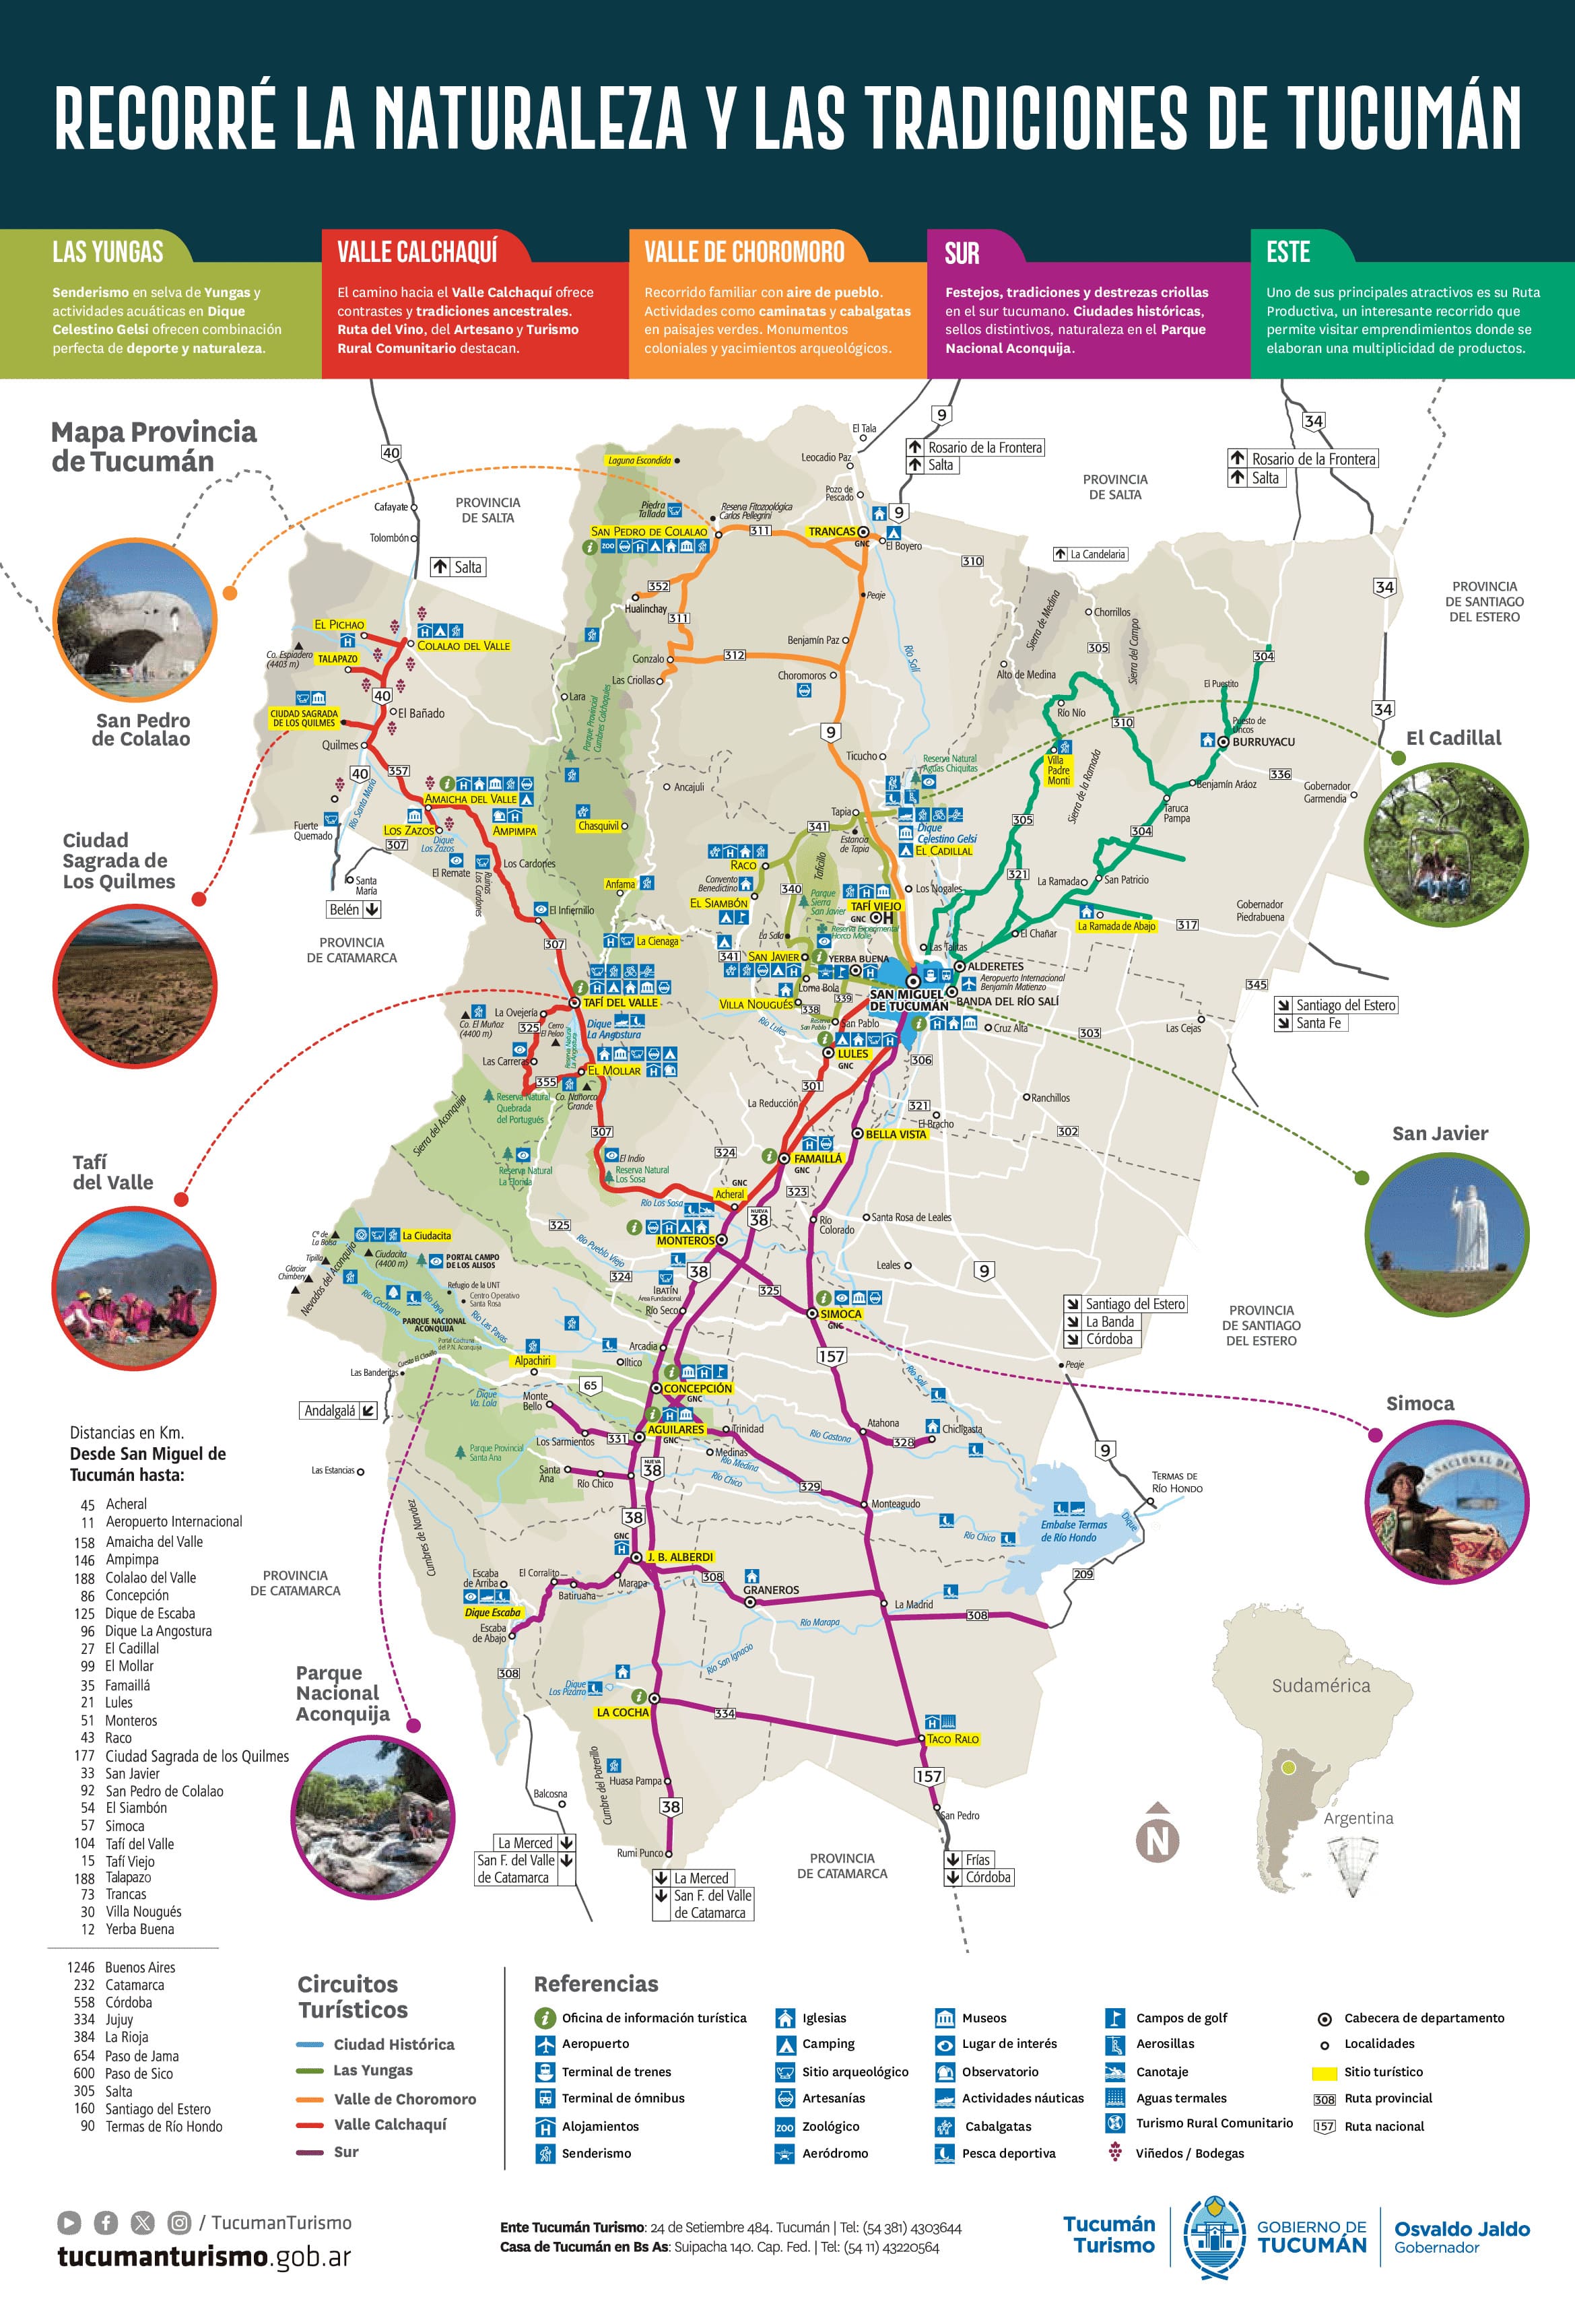 RECORRÉ LA NATURALEZA Y LAS TRADICIONES DE TUCUMÁN
LAS YUNGAS
Senderismo en selva de Yungas y
actividades acuáticas en Dique
Celestino Gelsi ofrecen combinación
perfecta de deporte y naturaleza.
VALLE CALCHAQUÍ
El camino hacia el Valle Calchaquí ofrece
contrastes y tradiciones ancestrales.
Ruta del Vino, del Artesano y Turismo
Rural Comunitario destacan.
VALLE DE CHOROMORO
Recorrido familiar con aire de pueblo.
Actividades como caminatas y cabalgatas
en paisajes verdes. Monumentos
coloniales y yacimientos arqueológicos.
SUR
Festejos, tradiciones y destrezas criollas
en el sur tucumano. Ciudades históricas,
sellos distintivos, naturaleza en el Parque
Nacional Aconquija.
ESTE
Uno de sus principales atractivos es su Ruta
Productiva, un interesante recorrido que
permite visitar emprendimientos donde se
elaboran una multiplicidad de productos.
Mapa Provincia
de Tucumán
40
Cafayate
Tolombón
Salta
PROVINCIA
DE SALTA
Laguna Escondida
El Tala
Leocadio Paz
Pozo de
Pescado
9
Rosario de la Frontera
Salta
9
PROVINCIA
DE SALTA
34
Rosario de la Frontera
Salta
Piedra
Tallada
Reserva Fitozoológica
Carlos Pellegrini
SAN PEDRO DE COLALAO
ZOO
311
TRANCAS
GNC
El Boyero
310
La Candelaria
34
PROVINCIA
DE SANTIAGO
DEL ESTERO
352
Hualinchay
311
Peaje
Sierra de Medina
Chorrillos
305
Sierra del Campo
304
San Pedro
de Colalao
EL PICHAO
COLALAO DEL VALLE
Co. Espiadero
(4403 m)
TALAPAZO
40
El Bañado
CIUDAD SAGRADA
DE LOS QUILMES
Quilmes
Gonzalo
312
Benjamín Paz
Río Salí
Las Criollas
Choromoros
Alto de Medina
El Puestito
Lara
Parque Provincial
Cumbres Calchaquíes
Río Nío
310
Puesto de
Uncos
BURRUYACU
34
El Cadillal
9
Ticucho
Villa
Padre
Monti
Sierra de la Ramada
336
Benjamín Aráoz
Gobernador
Garmendia
40
357
Río Santa María
AMAICHA DEL VALLE
LOS ZAZOS
AMPIMPA
Dique
Los Zazos
Fuerte
Quemado
307
El Remate
Ruinas
Los Cardones
Los Cardones
Santa
María
Belén
Ancajuli
Chasquivil
Reserva Natural
Aguas Chiquitas
Tapia
341
Estancia
de Tapia
Dique
Celestino Gelsi
EL CADILLAL
305
Taruca
Pampa
304
Ciudad
Sagrada de
Los Quilmes
Anfama
El Infiernillo
RACO
Convento
Benedictino
340
Taficillo
EL SIAMBÓN
Parque
Sierra
San Javier
TAFÍ VIEJO
GNC
Los Nogales
321
La Ramada
San Patricio
La Ramada de Abajo
317
Gobernador
Piedrabuena
El Chañar
PROVINCIA
DE CATAMARCA
307
La Cienaga
La Sala
Reserva Experimental
Horco Molle
341
SAN JAVIER
YERBA BUENA
Las Talitas
ALDERETES
Aeropuerto Internacional
Benjamín Matienzo
SAN MIGUEL
DE TUCUMÁN
BANDA DEL RÍO SALÍ
345
Santiago del Estero
Santa Fe
TAFÍ DEL VALLE
VILLA NOUGUÉS
Loma Bola
339
338
Río Lules
San Pablo
La Ovejería
325
Co. El Muñoz
(4400 m)
Cerro
El Pelao
Dique
La Angostura
Reserva Natural
La Angostura
LULES
GNC
Cruz Alta
303
Las Cejas
306
Las Carreras
355
EL MOLLAR
Co. Ñuñorco
Grande
Reserva Natural
Quebrada
del Portugués
301
La Reducción
321
El Bracho
Ranchillos
302
Sierra del Aconquija
307
324
BELLA VISTA
San Javier
FAMAILLÁ
GNC
El Indio
Reserva Natural
Los Sosa
Reserva Natural
La Florida
Río Los Sosa
Acheral
GNC
323
NUEVA
38
Río
Colorado
Santa Rosa de Leales
Tafí
del Valle
325
Río Pueblo Viejo
MONTEROS
38
324
IBATÍN
Área Fundacional
Río Seco
325
Leales
9
SIMOCA
GNC
Cº de
La Bolsa
La Ciudacita
Ciudacita
(4400 m)
Tipilla
Glaciar
Chimbery
Nevados del Aconquija
PORTAL CAMPO
DE LOS ALISOS
Refugio de la UNT
Centro Operativo
Santa Rosa
Río Cochuna
Río Jaya
Río Las Pavas
PARQUE NACIONAL
ACONQUIJA
Portal Cochuna
del P.N. Aconquija
Cuesta El Clavillo
Las Banderitas
Andalgalá
Santiago del Estero
La Banda
Córdoba
PROVINCIA
DE SANTIAGO
DEL ESTERO
Arcadia
Iltico
Alpachiri
157
Río Salí
Peaje
65
CONCEPCIÓN
GNC
Dique
Va. Lola
Monte
Bello
Los Sarmientos
331
AGUILARES
GNC
Trinidad
Medinas
Río Gastona
Atahona
328
Chicligasta
Simoca
9
TERMAS DE
RÍO HONDO
Parque Provincial
Santa Ana
Las Estancias
Santa
Ana
Río Chico
NUEVA
38
Río Medina
Río Chico
329
Monteagudo
Río Chico
Embalse Termas
de Río Hondo
Dique
209
Cumbres de Narvaez
38
GNC
J. B. ALBERDI
PROVINCIA
DE CATAMARCA
Escaba
de Arriba
El Corralito
Batiruana
Marapa
308
GRANEROS
La Madrid
308
Dique Escaba
Escaba
de Abajo
Río Marapa
308
Río San Ignacio
Dique
Los Pizarro
LA COCHA
334
TACO RALO
157
San Pedro
Cumbre del Potrerillo
Huasa Pampa
38
Rumi Punco
Balcosna
La Merced
San F. del Valle
de Catamarca
La Merced
San F. del Valle
de Catamarca
PROVINCIA
DE CATAMARCA
Frías
Córdoba
N
Sudamérica
Argentina
Parque
Nacional
Aconquija
Distancias en Km.
Desde San Miguel de
Tucumán hasta:
45 Acheral
11 Aeropuerto Internacional
158 Amaicha del Valle
146 Ampimpa
188 Colalao del Valle
86 Concepción
125 Dique de Escaba
96 Dique La Angostura
27 El Cadillal
99 El Mollar
35 Famaillá
21 Lules
51 Monteros
43 Raco
177 Ciudad Sagrada de los Quilmes
33 San Javier
92 San Pedro de Colalao
54 El Siambón
57 Simoca
104 Tafí del Valle
15 Tafí Viejo
188 Talapazo
73 Trancas
30 Villa Nougués
12 Yerba Buena
1246 Buenos Aires
232 Catamarca
558 Córdoba
334 Jujuy
384 La Rioja
654 Paso de Jama
600 Paso de Sico
305 Salta
160 Santiago del Estero
90 Termas de Río Hondo
Circuitos
Turísticos
Ciudad Histórica
Las Yungas
Valle de Choromoro
Valle Calchaquí
Sur
Referencias
Oficina de información turística
Aeropuerto
Terminal de trenes
Terminal de ómnibus
Alojamientos
Senderismo
Iglesias
Camping
Sitio arqueológico
Artesanías
ZOO Zoológico
Aeródromo
Museos
Lugar de interés
Observatorio
Actividades náuticas
Cabalgatas
Pesca deportiva
Campos de golf
Aerosillas
Canotaje
Aguas termales
Turismo Rural Comunitario
Viñedos / Bodegas
Cabecera de departamento
Localidades
Sitio turístico
308 Ruta provincial
157 Ruta nacional
/ TucumanTurismo
tucumanturismo.gob.ar
Ente Tucumán Turismo: 24 de Setiembre 484. Tucumán | Tel: (54 381) 4303644
Casa de Tucumán en Bs As: Suipacha 140. Cap. Fed. | Tel: (54 11) 43220564
Tucumán
Turismo
GOBIERNO DE
TUCUMÁN
Osvaldo Jaldo
Gobernador